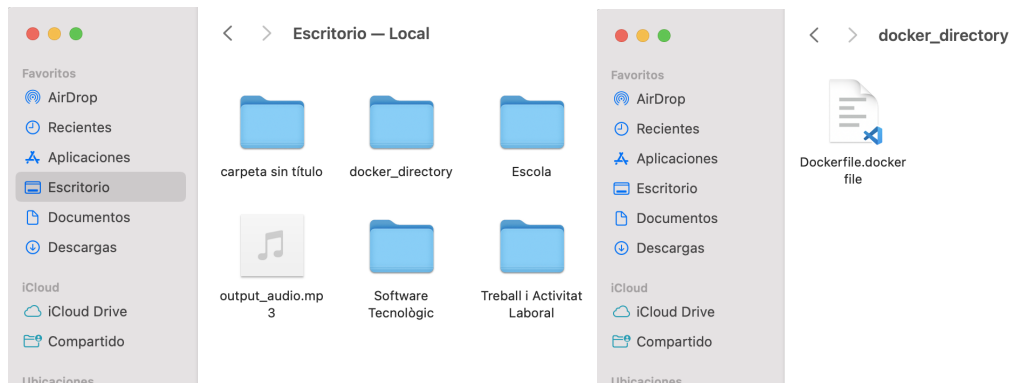 Escritorio — Local
Favoritos
AirDrop
Recientes
Aplicaciones
Escritorio
Documentos
Descargas
iCloud
iCloud Drive
Compartido
Ubicaciones
carpeta sin título
docker_directory
Escola
output_audio.mp
3
Software
Tecnològic
Treball i Activitat
Laboral
docker_directory
Favoritos
AirDrop
Recientes
Aplicaciones
Escritorio
Documentos
Descargas
iCloud
iCloud Drive
Compartido
Ubicaciones
Dockerfile.docker
file